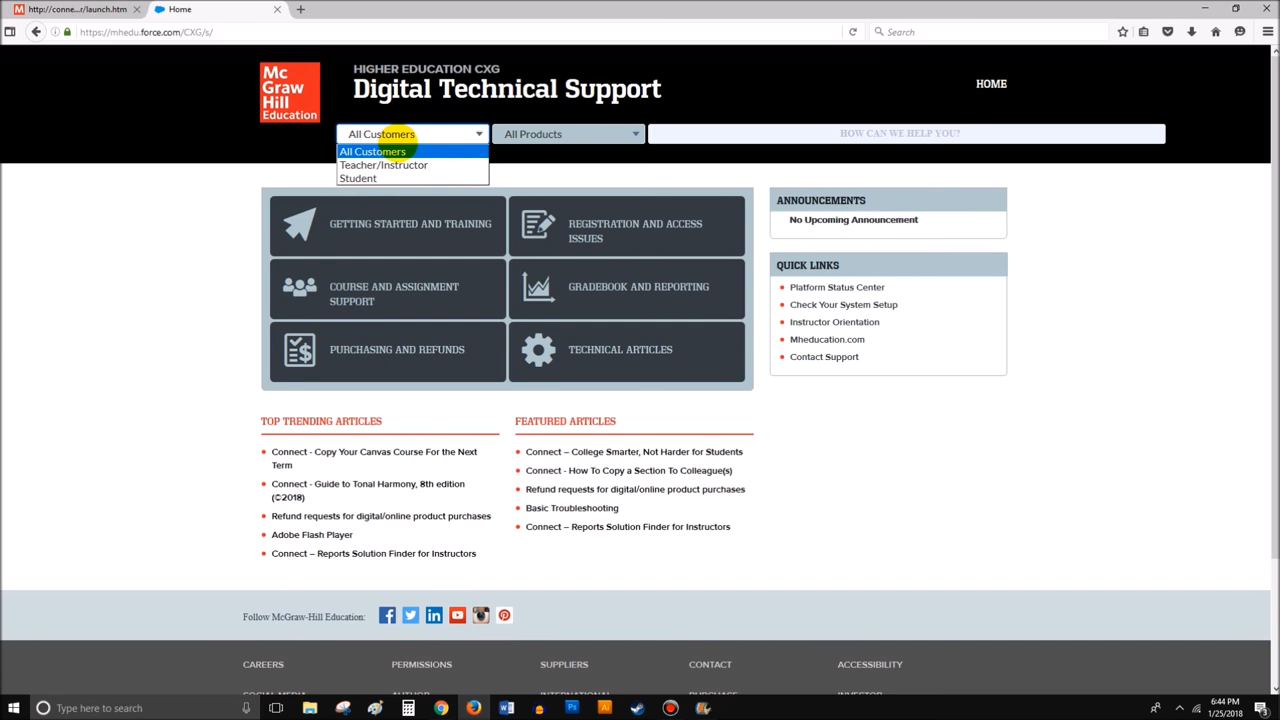 http://conne...r/launch.htm
Home
https://mhedu.force.com/CXG/s/
Search
Mc
Graw
Hill
Education
HIGHER EDUCATION CXG
Digital Technical Support
HOME
All Customers
All Products
HOW CAN WE HELP YOU?
All Customers
Teacher/Instructor
Student
GETTING STARTED AND TRAINING
REGISTRATION AND ACCESS
ISSUES
COURSE AND ASSIGNMENT
SUPPORT
GRADEBOOK AND REPORTING
PURCHASING AND REFUNDS
TECHNICAL ARTICLES
ANNOUNCEMENTS
No Upcoming Announcement
QUICK LINKS
Platform Status Center
Check Your System Setup
Instructor Orientation
Mheducation.com
Contact Support
TOP TRENDING ARTICLES
Connect - Copy Your Canvas Course For the Next
Term
Connect - Guide to Tonal Harmony, 8th edition
(©2018)
Refund requests for digital/online product purchases
Adobe Flash Player
Connect – Reports Solution Finder for Instructors
FEATURED ARTICLES
Connect – College Smarter, Not Harder for Students
Connect - How To Copy a Section To Colleague(s)
Refund requests for digital/online product purchases
Basic Troubleshooting
Connect – Reports Solution Finder for Instructors
Follow McGraw-Hill Education:
CAREERS
PERMISSIONS
SUPPLIERS
CONTACT
ACCESSIBILITY
SOCIAL MEDIA
AUTHOR
INTERNATIONAL
PURCHASE
INVESTOR
Type here to search
6:44 PM
1/25/2018